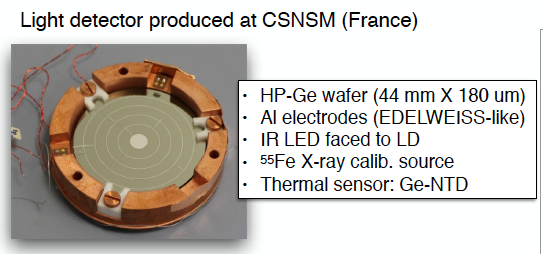 Light detector produced at CSNSM (France)
· HP-Ge wafer (44 mm X 180 um)
· Al electrodes (EDELWEISS-like)
· IR LED faced to LD
· ⁵⁵Fe X-ray calib. source
· Thermal sensor: Ge-NTD